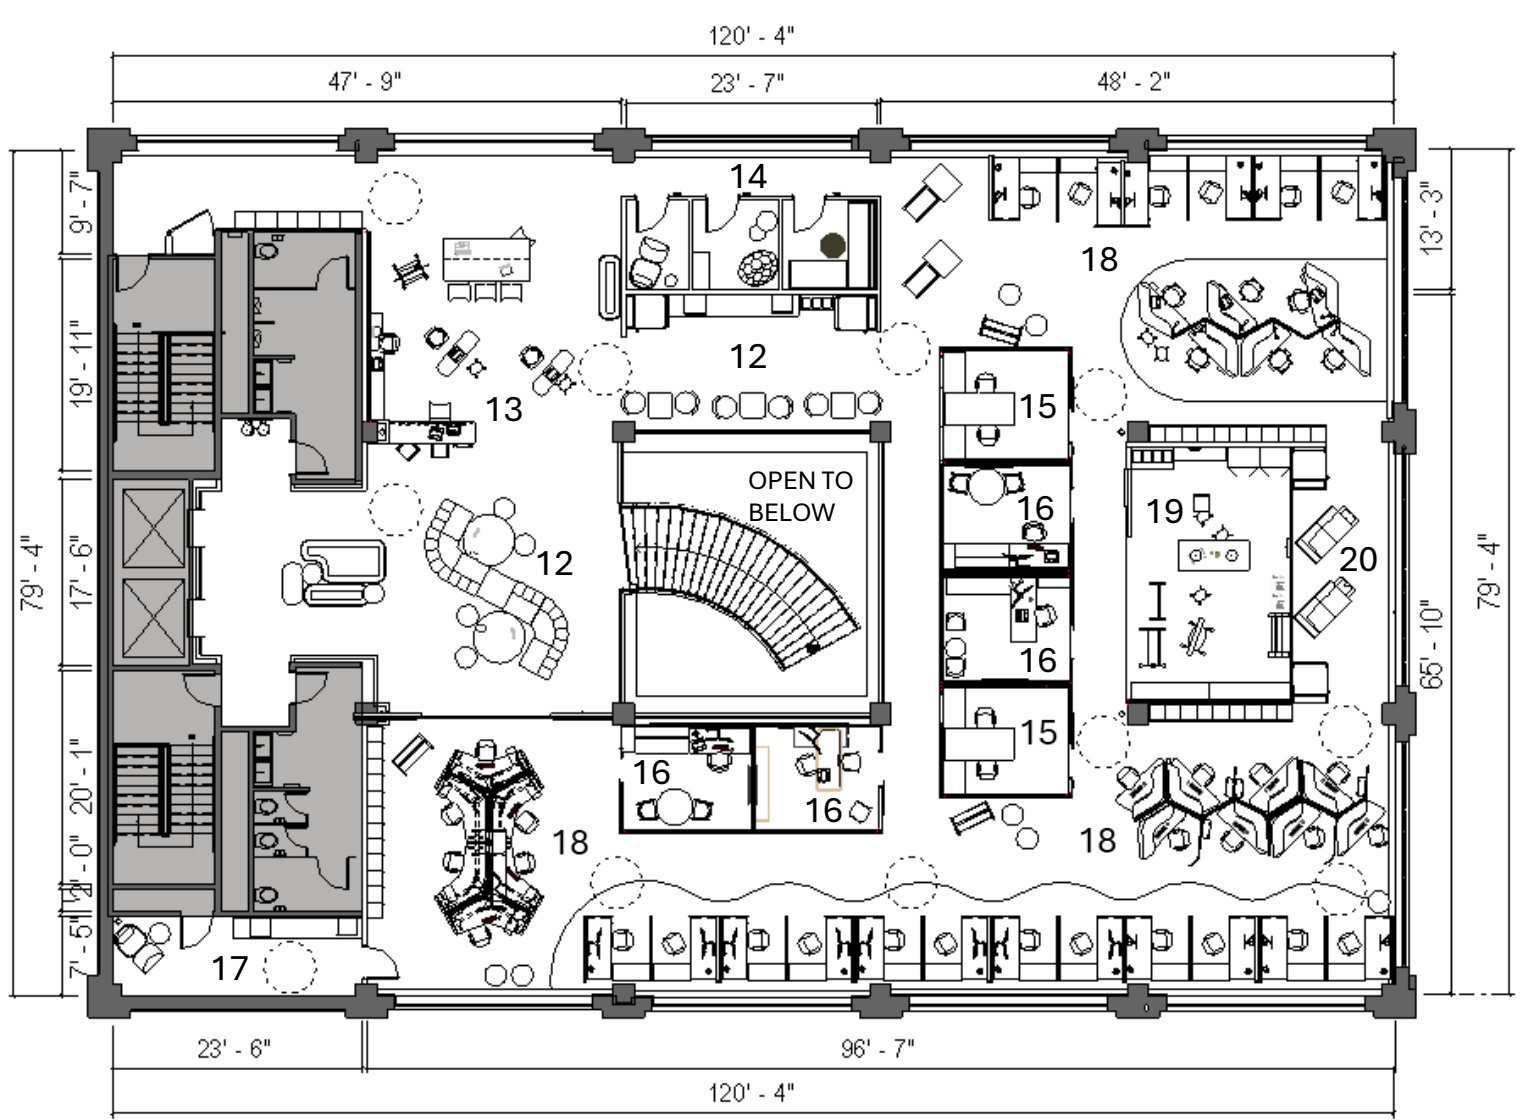 120' - 4"
47' - 9"
23' - 7"
48' - 2"
9' - 7"
14
13' - 3"
18
19' - 11"
12
13
15
OPEN TO
BELOW
16
19
79' - 4"
17' - 6"
12
20
79' - 4"
65' - 10"
16
15
20' - 1"
16
16
18
18
2' - 0"
7' - 5"
17
23' - 6"
96' - 7"
120' - 4"